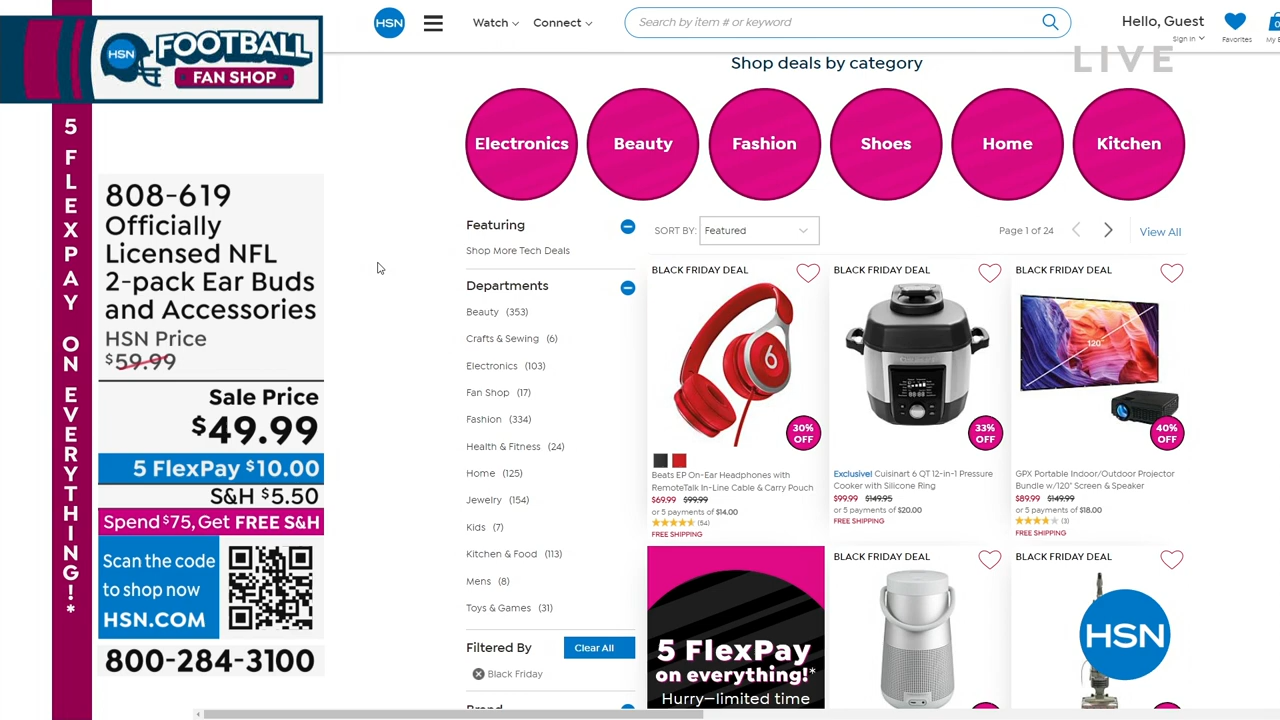 HSN FOOTBALL
FAN SHOP
5 FLEXPAY ON EVERYTHING!*
808-619
Officially
Licensed NFL
2-pack Ear Buds
and Accessories
HSN Price
$59.99
Sale Price
$49.99
5 FlexPay $10.00
S&H $5.50
Spend $75, Get FREE S&H
Scan the code
to shop now
HSN.COM
800-284-3100
HSN
Watch
Connect
Search by item # or keyword
Hello, Guest
Sign In
Favorites
0
LIVE
Shop deals by category
Electronics
Beauty
Fashion
Shoes
Home
Kitchen
Featuring
Shop More Tech Deals
Departments
Beauty (353)
Crafts & Sewing (6)
Electronics (103)
Fan Shop (17)
Fashion (334)
Health & Fitness (24)
Home (125)
Jewelry (154)
Kids (7)
Kitchen & Food (113)
Mens (8)
Toys & Games (31)
Filtered By
Clear All
Black Friday
SORT BY: Featured
Page 1 of 24
View All
BLACK FRIDAY DEAL
30%
OFF
Beats EP On-Ear Headphones with
RemoteTalk In-Line Cable & Carry Pouch
$69.99 $99.99
or 5 payments of $14.00
(54)
FREE SHIPPING
BLACK FRIDAY DEAL
33%
OFF
Exclusive! Cuisinart 6 QT 12-in-1 Pressure
Cooker with Silicone Ring
$99.99 $149.95
or 5 payments of $20.00
FREE SHIPPING
BLACK FRIDAY DEAL
120"
40%
OFF
GPX Portable Indoor/Outdoor Projector
Bundle w/120" Screen & Speaker
$89.99 $149.99
or 5 payments of $18.00
(3)
FREE SHIPPING
5 FlexPay
on everything!*
Hurry—limited time
BLACK FRIDAY DEAL
BLACK FRIDAY DEAL
HSN